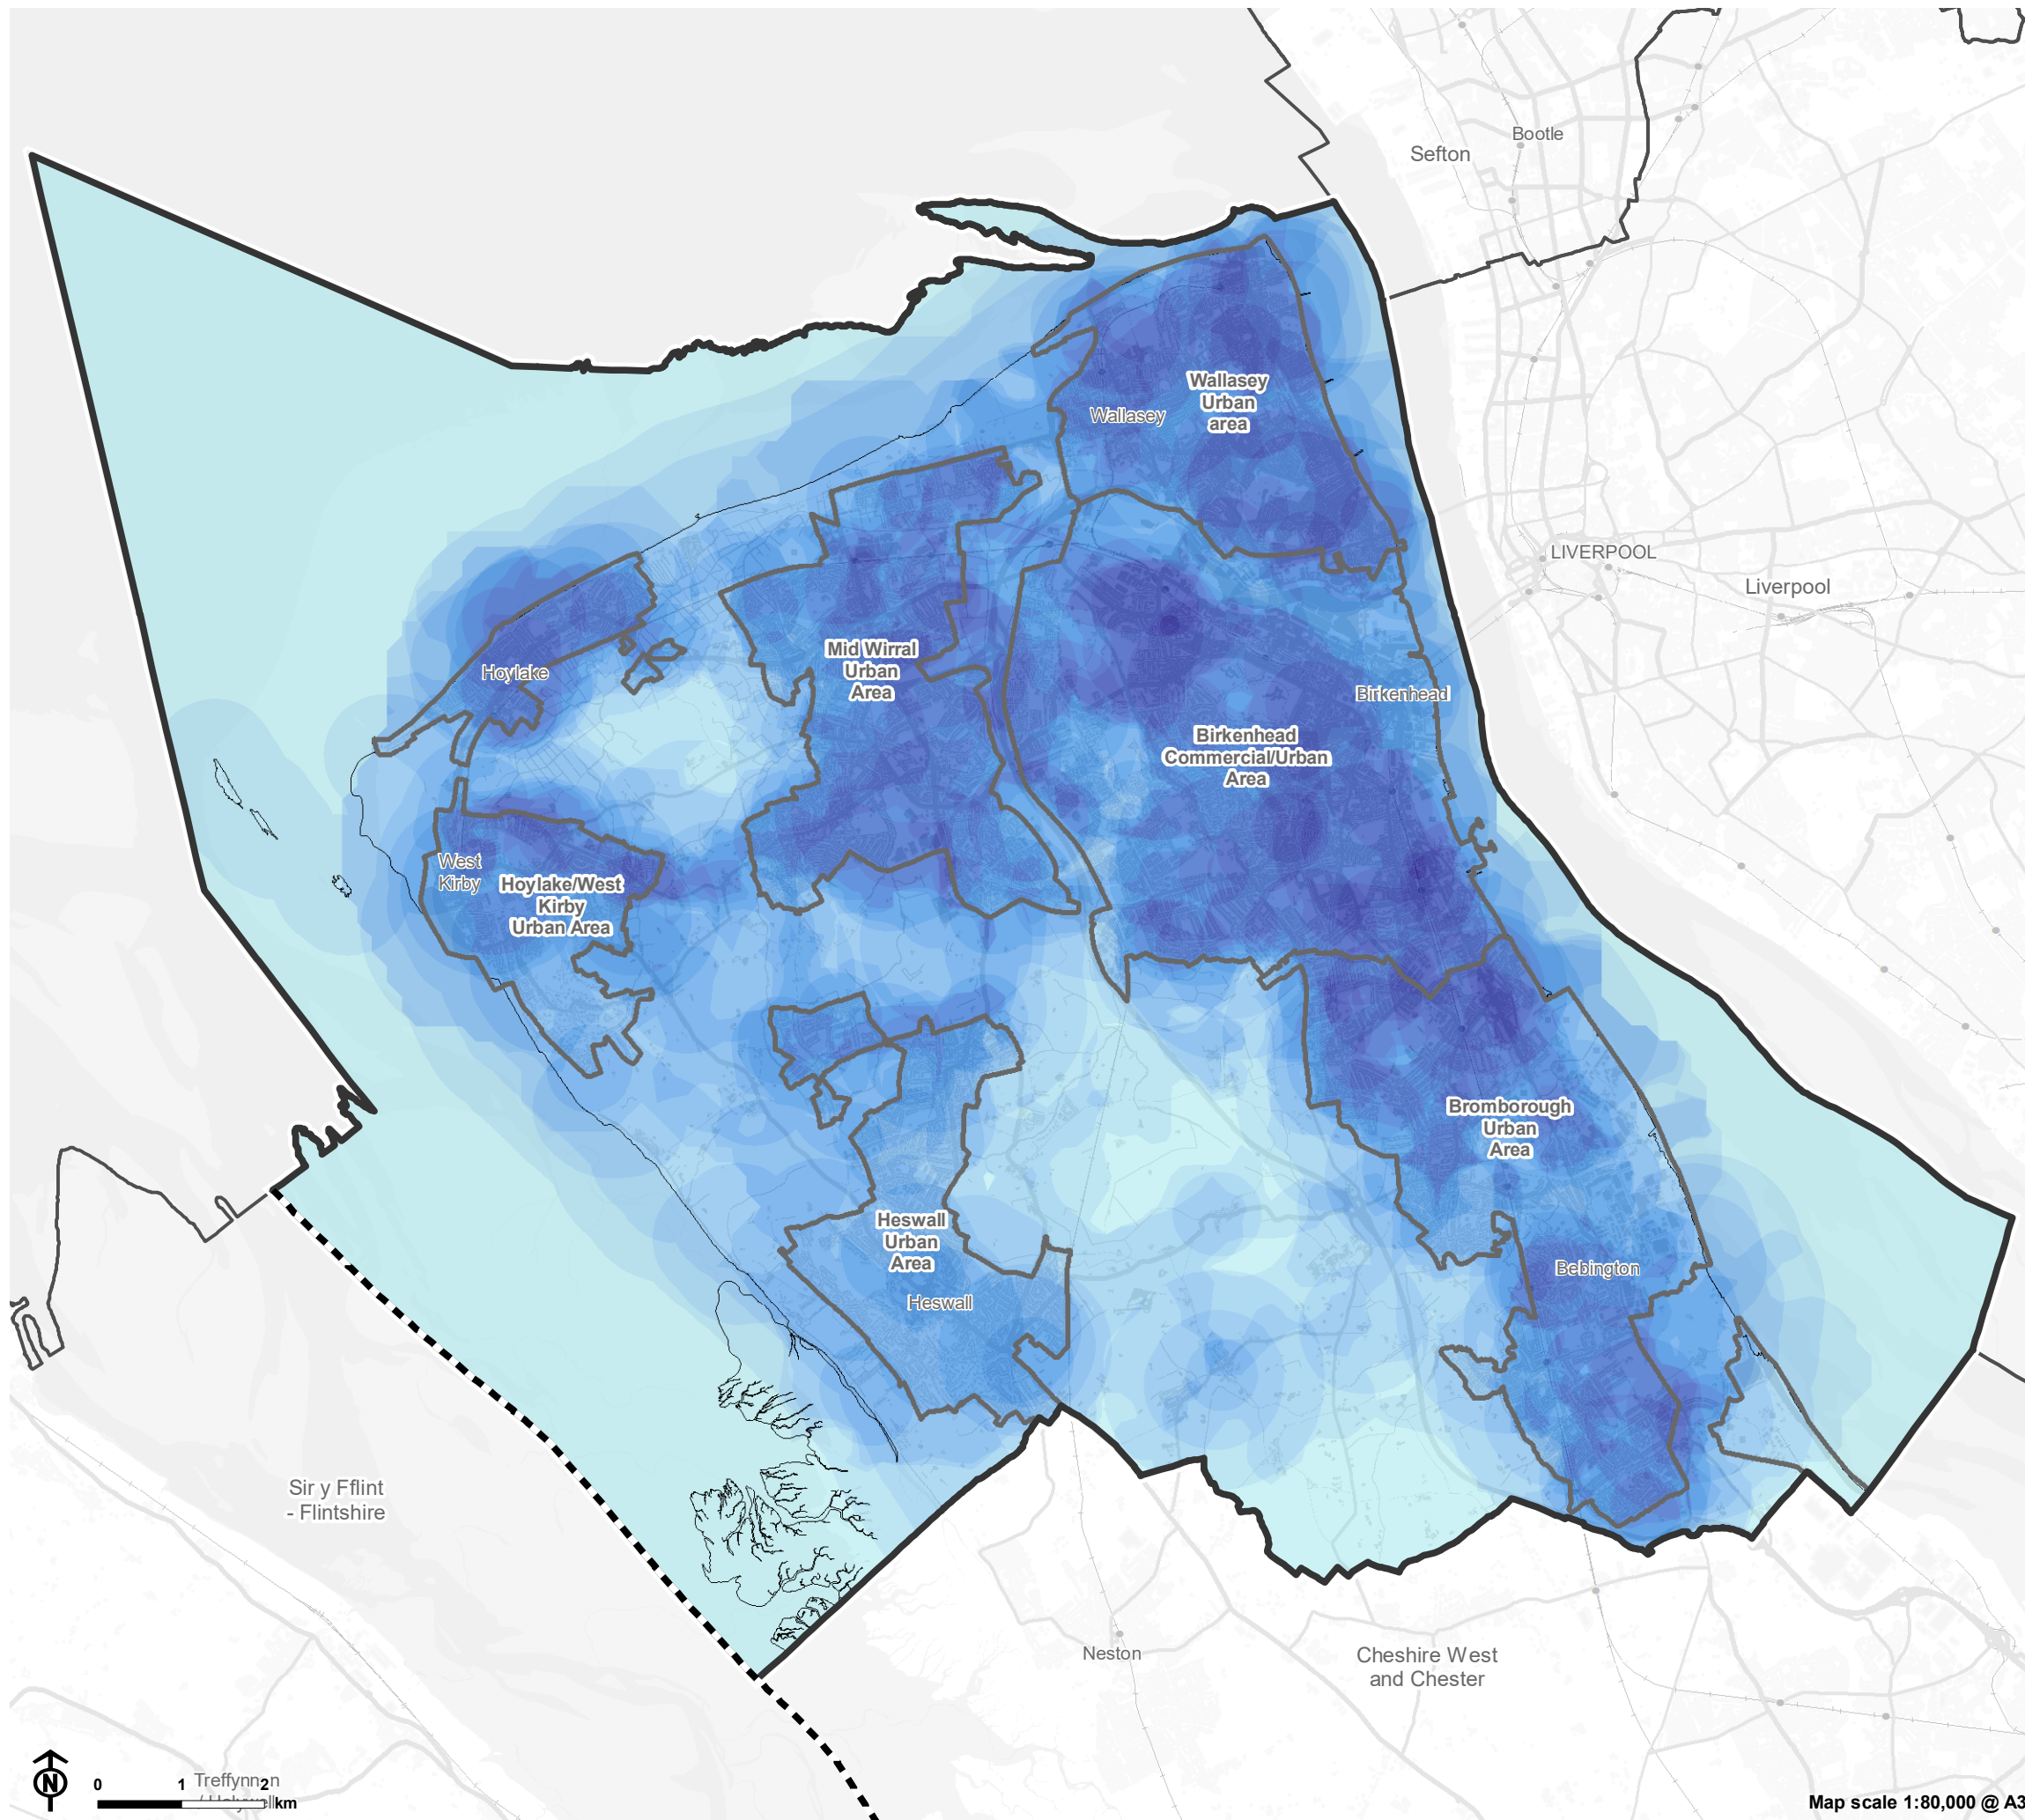 Bootle
Sefton
Wallasey
Urban
area
Wallasey
LIVERPOOL
Liverpool
Mid Wirral
Urban
Area
Hoylake
Birkenhead
Birkenhead
Commercial/Urban
Area
West
Kirby
Hoylake/West
Kirby
Urban Area
Bromborough
Urban
Area
Heswall
Urban
Area
Bebington
Heswall
Sir y Fflint
- Flintshire
Neston
Cheshire West
and Chester
N
0 1 2
km
Map scale 1:80,000 @ A3